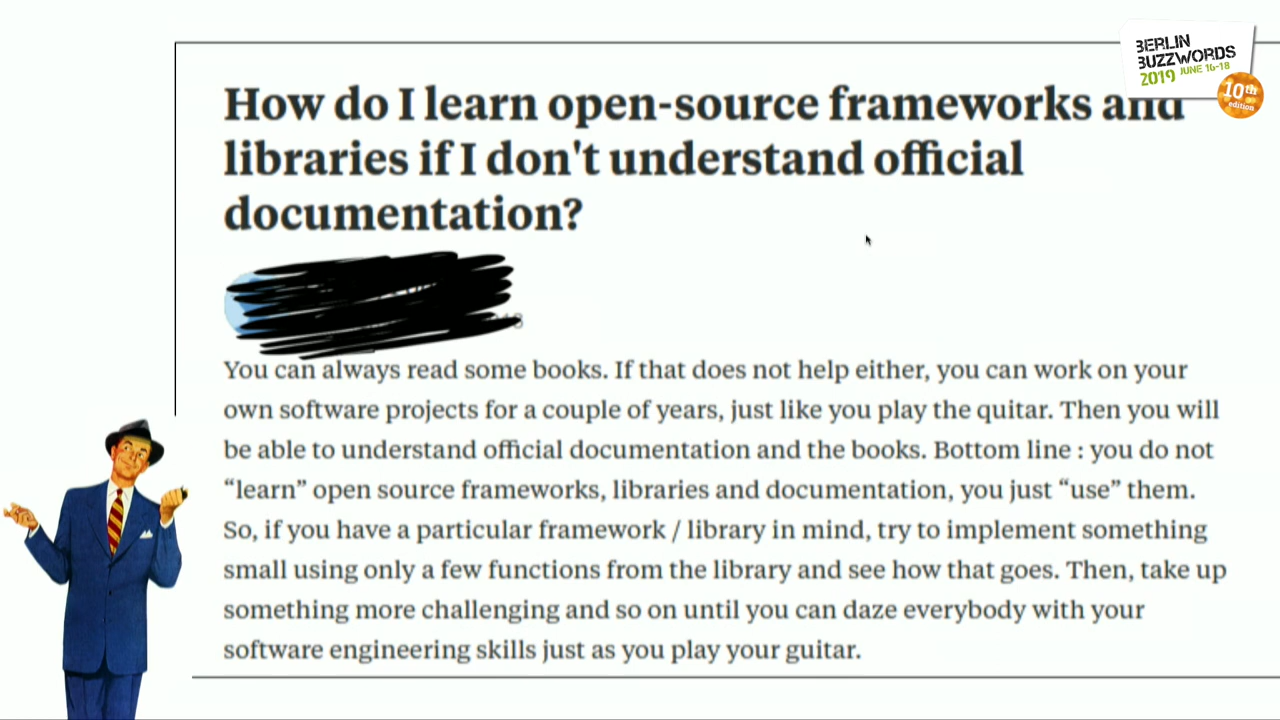 BERLIN
BUZZWORDS
2019 JUNE 16-18
10th
edition
How do I learn open-source frameworks and
libraries if I don't understand official
documentation?
You can always read some books. If that does not help either, you can work on your
own software projects for a couple of years, just like you play the quitar. Then you will
be able to understand official documentation and the books. Bottom line : you do not
“learn” open source frameworks, libraries and documentation, you just “use” them.
So, if you have a particular framework / library in mind, try to implement something
small using only a few functions from the library and see how that goes. Then, take up
something more challenging and so on until you can daze everybody with your
software engineering skills just as you play your guitar.